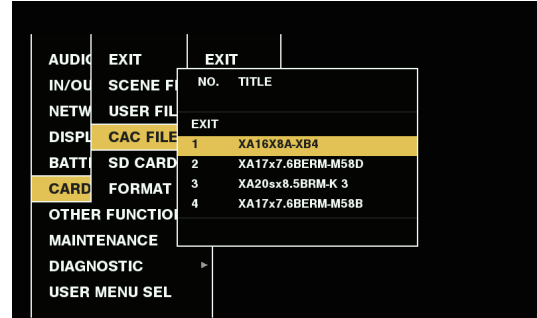 AUDIO EXIT EXIT
IN/OU SCENE FI NO. TITLE
NETW USER FIL
EXIT
DISPL CAC FILE 1 XA16X8A-XB4
BATT SD CARD 2 XA17x7.6BERM-M58D
CARD FORMAT 3 XA20sx8.5BRM-K 3
4 XA17x7.6BERM-M58B
OTHER FUNCTIO
MAINTENANCE
DIAGNOSTIC ▶
USER MENU SEL